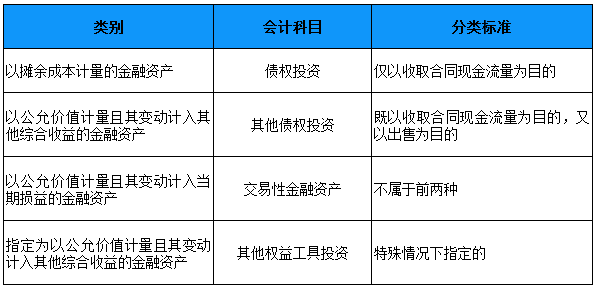 类别 会计科目 分类标准
以摊余成本计量的金融资产 债权投资 仅以收取合同现金流量为目的
以公允价值计量且其变动计入其
他综合收益的金融资产
其他债权投资
既以收取合同现金流量为目的，又
以出售为目的
以公允价值计量且其变动计入当
期损益的金融资产
交易性金融资产
不属于前两种
指定为以公允价值计量且其变动
计入其他综合收益的金融资产
其他权益工具投资
特殊情况下指定的